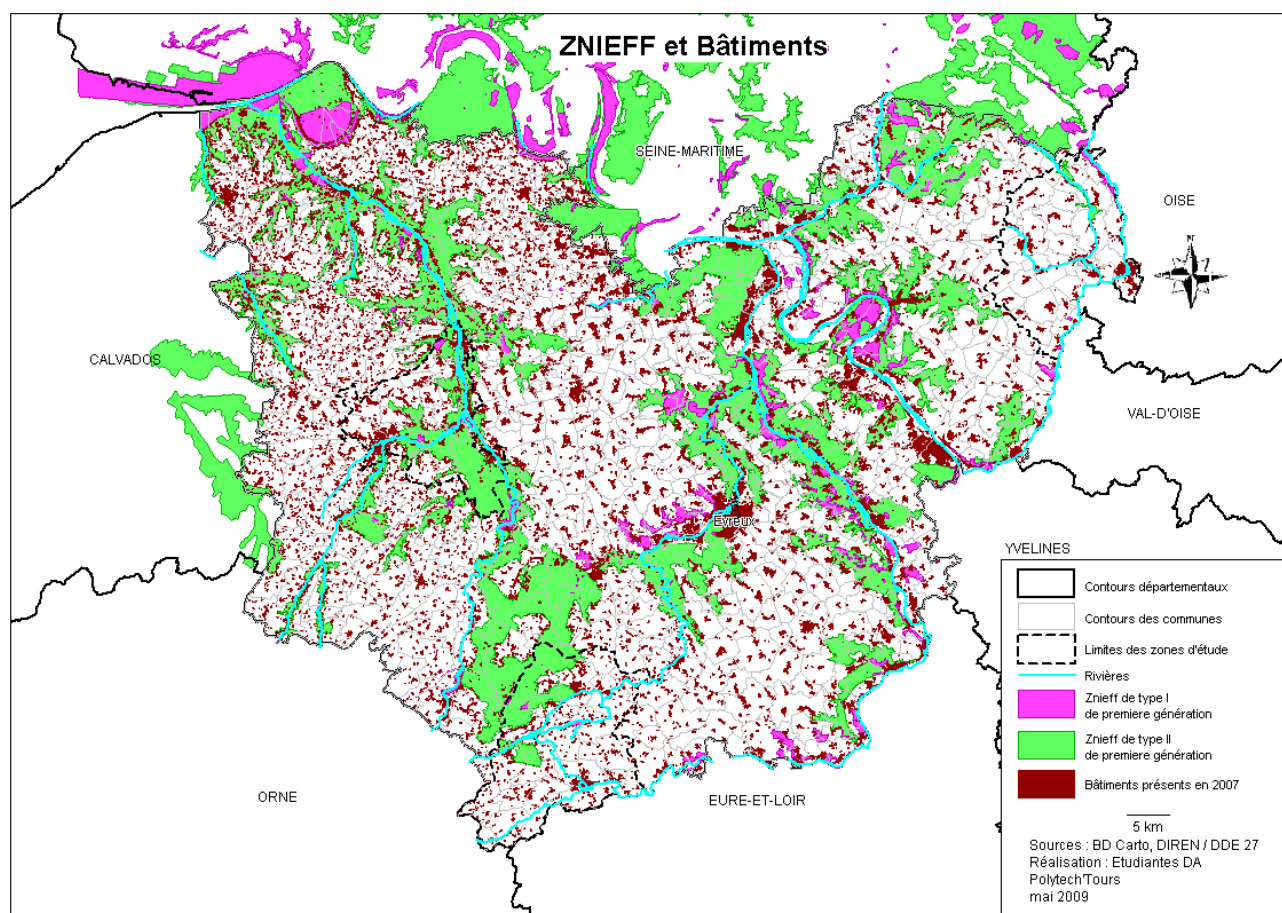 ZNIEFF et Bâtiments
SEINE-MARITIME
OISE
N
CALVADOS
VAL-D'OISE
Evreux
YVELINES
ORNE
EURE-ET-LOIR
Contours départementaux
Contours des communes
Limites des zones d'étude
Rivières
Znieff de type I
de premiere génération
Znieff de type II
de premiere génération
Bâtiments présents en 2007
5 km
Sources : BD Carto, DIREN / DDE 27
Réalisation : Etudiantes DA
Polytech'Tours
mai 2009